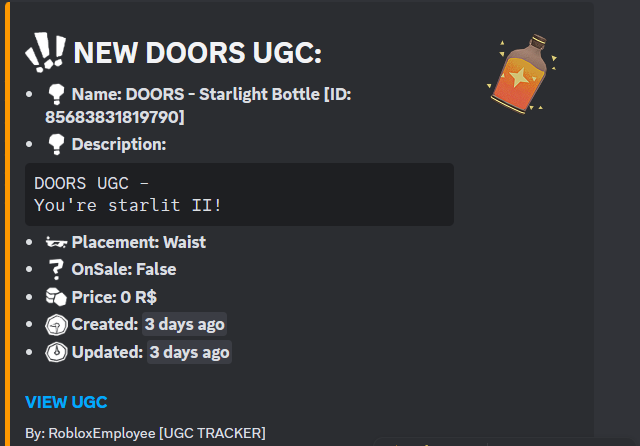 NEW DOORS UGC:
Name: DOORS - Starlight Bottle [ID:
85683831819790]
Description:
DOORS UGC -
You're starlit II!
Placement: Waist
OnSale: False
Price: 0 R$
Created: 3 days ago
Updated: 3 days ago
VIEW UGC
By: RobloxEmployee [UGC TRACKER]